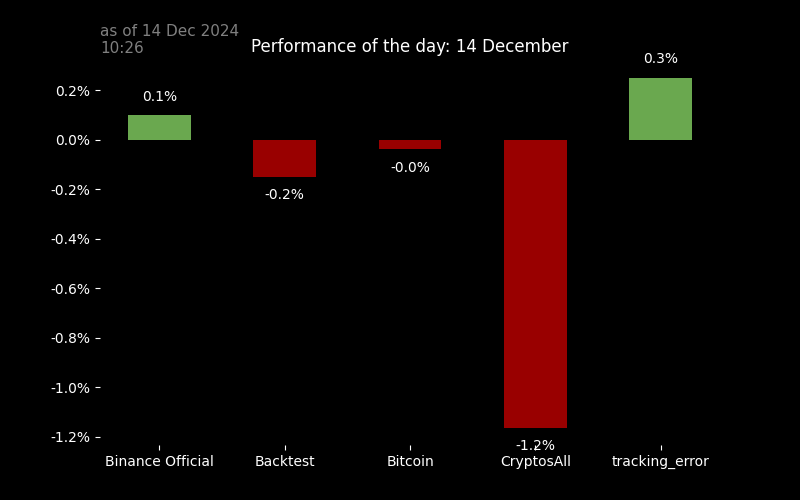 as of 14 Dec 2024
10:26
Performance of the day: 14 December
0.3%
0.2%
0.1%
0.0%
-0.0%
-0.2%
-0.2%
-0.4%
-0.6%
-0.8%
-1.0%
-1.2%
-1.2%
Binance Official
Backtest
Bitcoin
CryptosAll
tracking_error